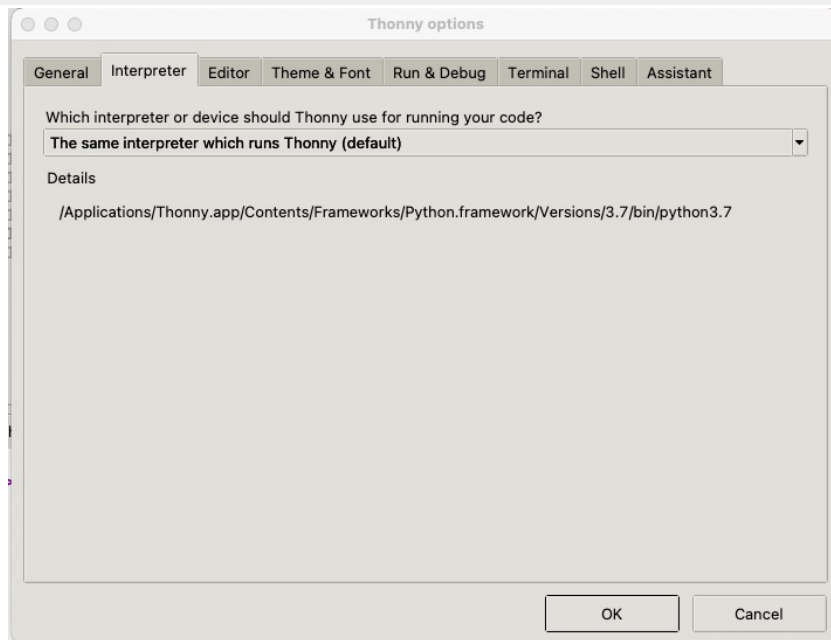 Thonny options
General Interpreter Editor Theme & Font Run & Debug Terminal Shell Assistant
Which interpreter or device should Thonny use for running your code?
The same interpreter which runs Thonny (default)
Details
/Applications/Thonny.app/Contents/Frameworks/Python.framework/Versions/3.7/bin/python3.7
OK Cancel